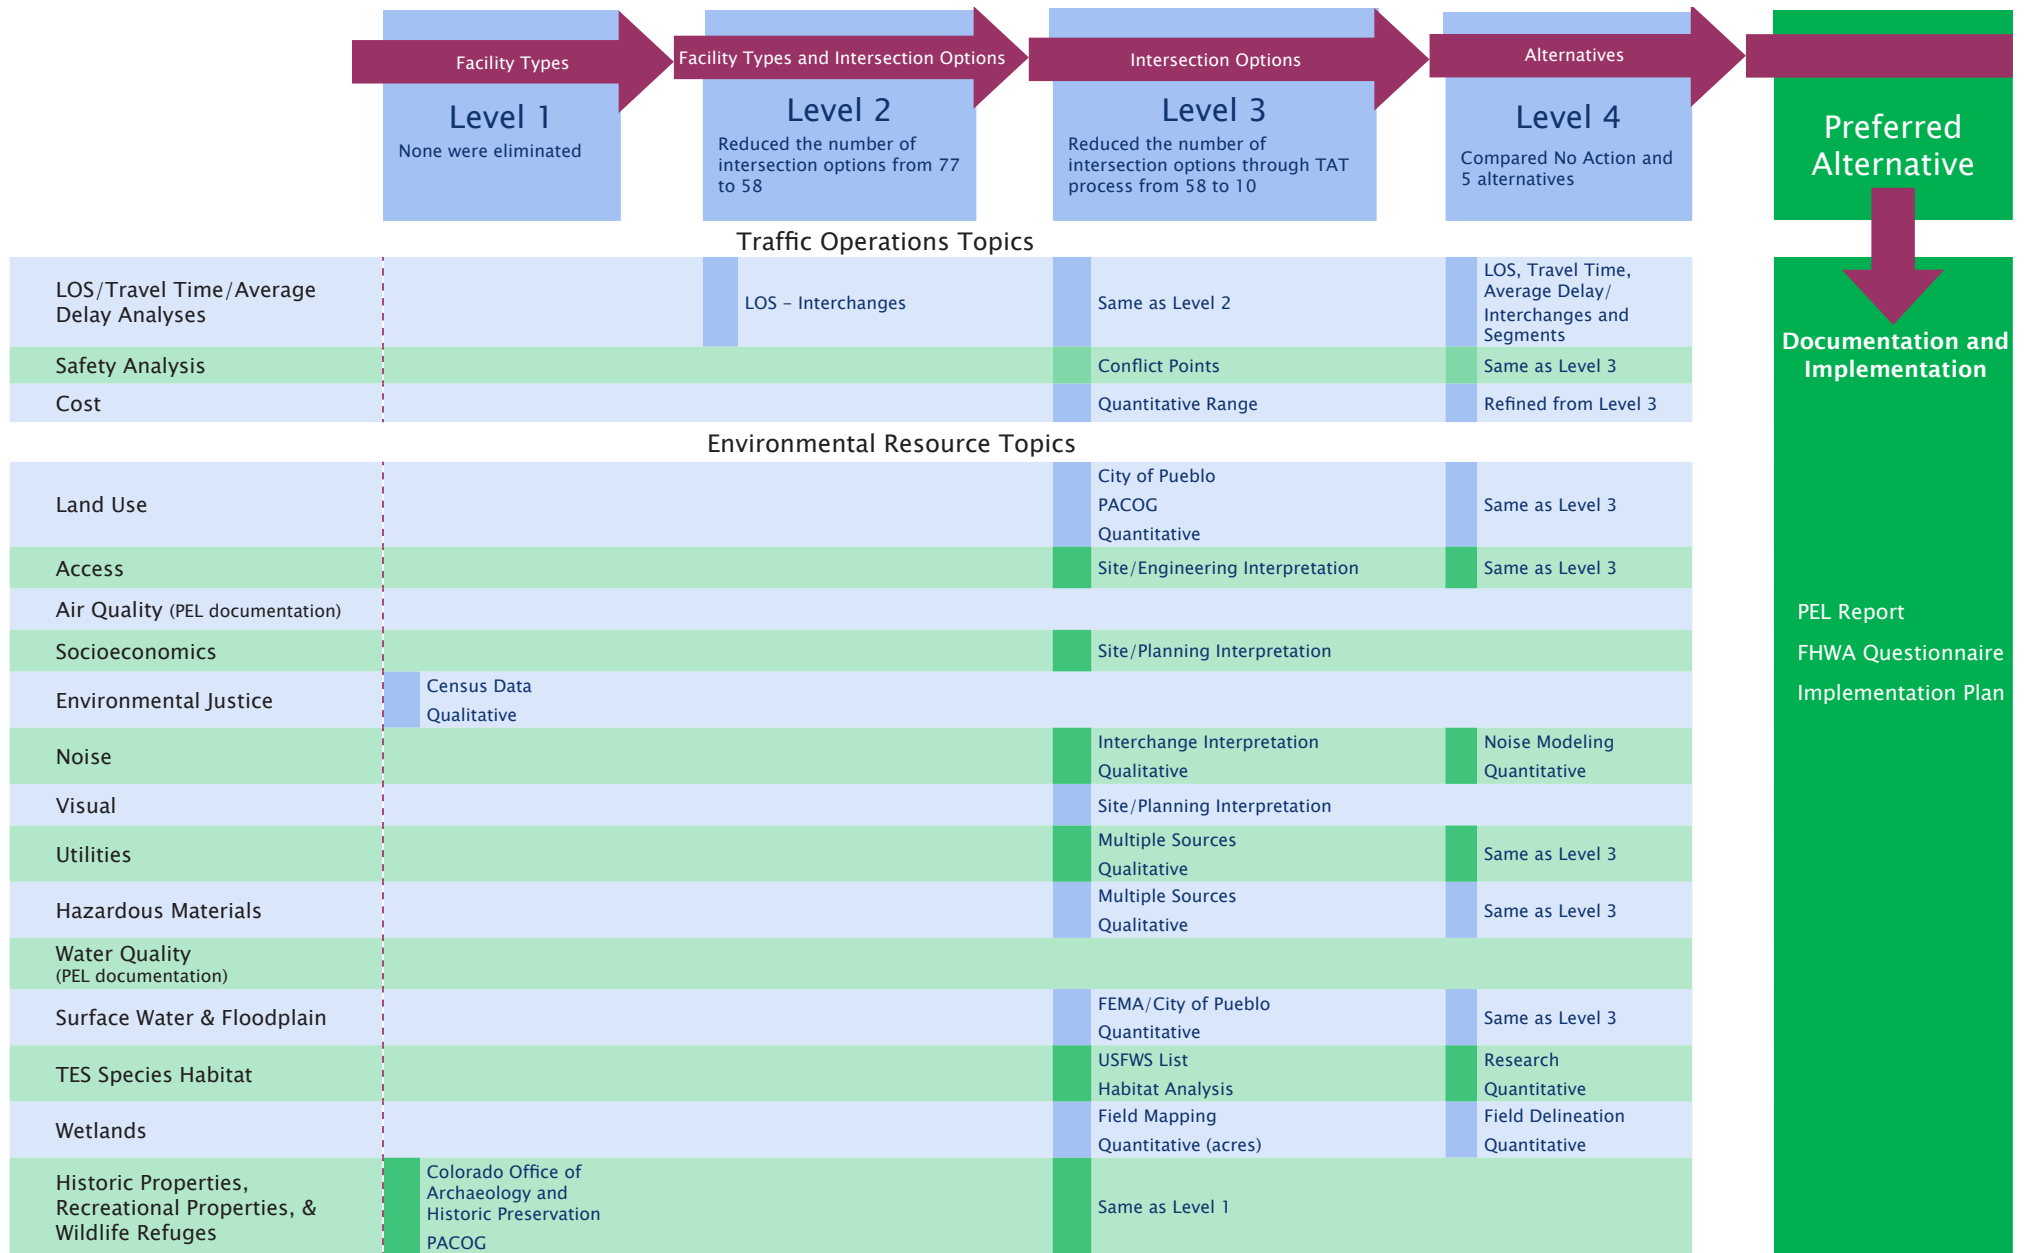 Facility Types
Facility Types and Intersection Options
Intersection Options
Alternatives
Level 1
None were eliminated
Level 2
Reduced the number of
intersection options from 77
to 58
Level 3
Reduced the number of
intersection options through TAT
process from 58 to 10
Level 4
Compared No Action and
5 alternatives
Preferred
Alternative
Traffic Operations Topics
LOS/Travel Time/Average
Delay Analyses
LOS – Interchanges
Same as Level 2
LOS, Travel Time,
Average Delay/
Interchanges and
Segments
Safety Analysis
Conflict Points
Same as Level 3
Cost
Quantitative Range
Refined from Level 3
Documentation and
Implementation
Environmental Resource Topics
Land Use
City of Pueblo
PACOG
Quantitative
Same as Level 3
Access
Site/Engineering Interpretation
Same as Level 3
Air Quality (PEL documentation)
Socioeconomics
Site/Planning Interpretation
Environmental Justice
Census Data
Qualitative
Noise
Interchange Interpretation
Qualitative
Noise Modeling
Quantitative
Visual
Site/Planning Interpretation
Utilities
Multiple Sources
Qualitative
Same as Level 3
Hazardous Materials
Multiple Sources
Qualitative
Same as Level 3
Water Quality
(PEL documentation)
Surface Water & Floodplain
FEMA/City of Pueblo
Quantitative
Same as Level 3
TES Species Habitat
USFWS List
Habitat Analysis
Research
Quantitative
Wetlands
Field Mapping
Quantitative (acres)
Field Delineation
Quantitative
Historic Properties,
Recreational Properties, &
Wildlife Refuges
Colorado Office of
Archaeology and
Historic Preservation
PACOG
Same as Level 1
PEL Report
FHWA Questionnaire
Implementation Plan